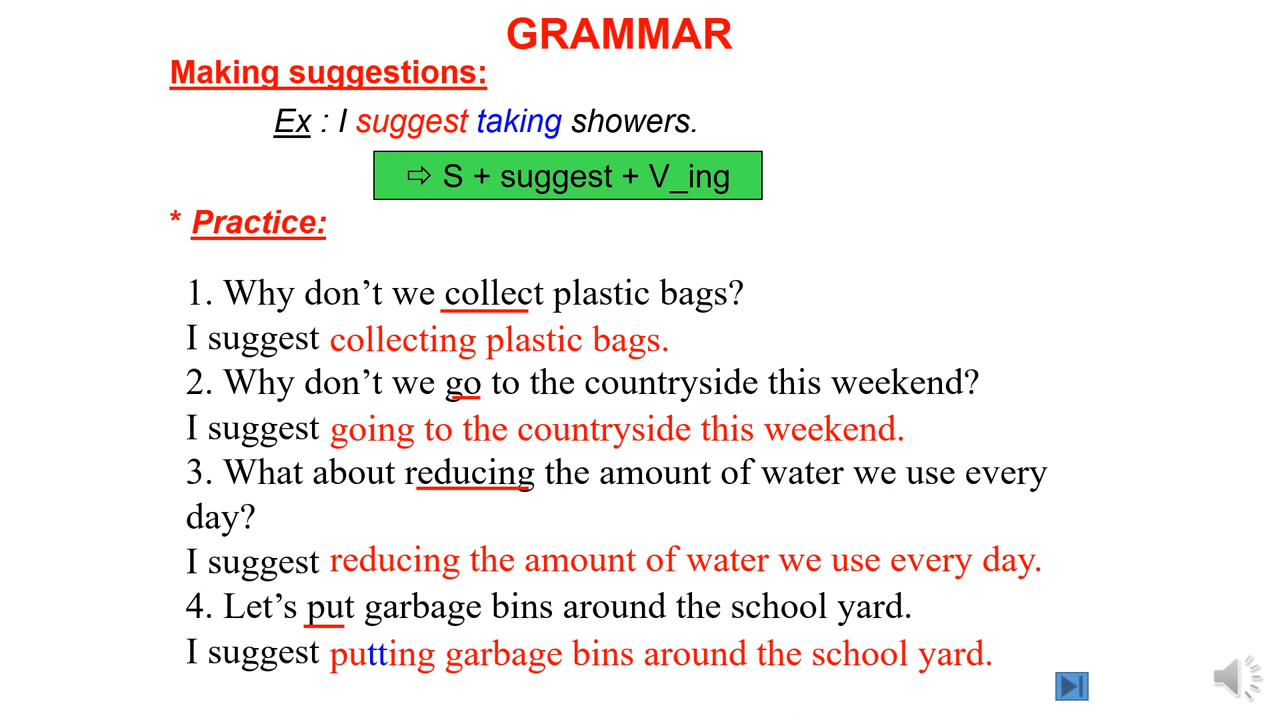 GRAMMAR
Making suggestions:
Ex : I suggest taking showers.
⇨ S + suggest + V_ing
* Practice:
1. Why don’t we collect plastic bags?
I suggest collecting plastic bags.
2. Why don’t we go to the countryside this weekend?
I suggest going to the countryside this weekend.
3. What about reducing the amount of water we use every
day?
I suggest reducing the amount of water we use every day.
4. Let’s put garbage bins around the school yard.
I suggest putting garbage bins around the school yard.